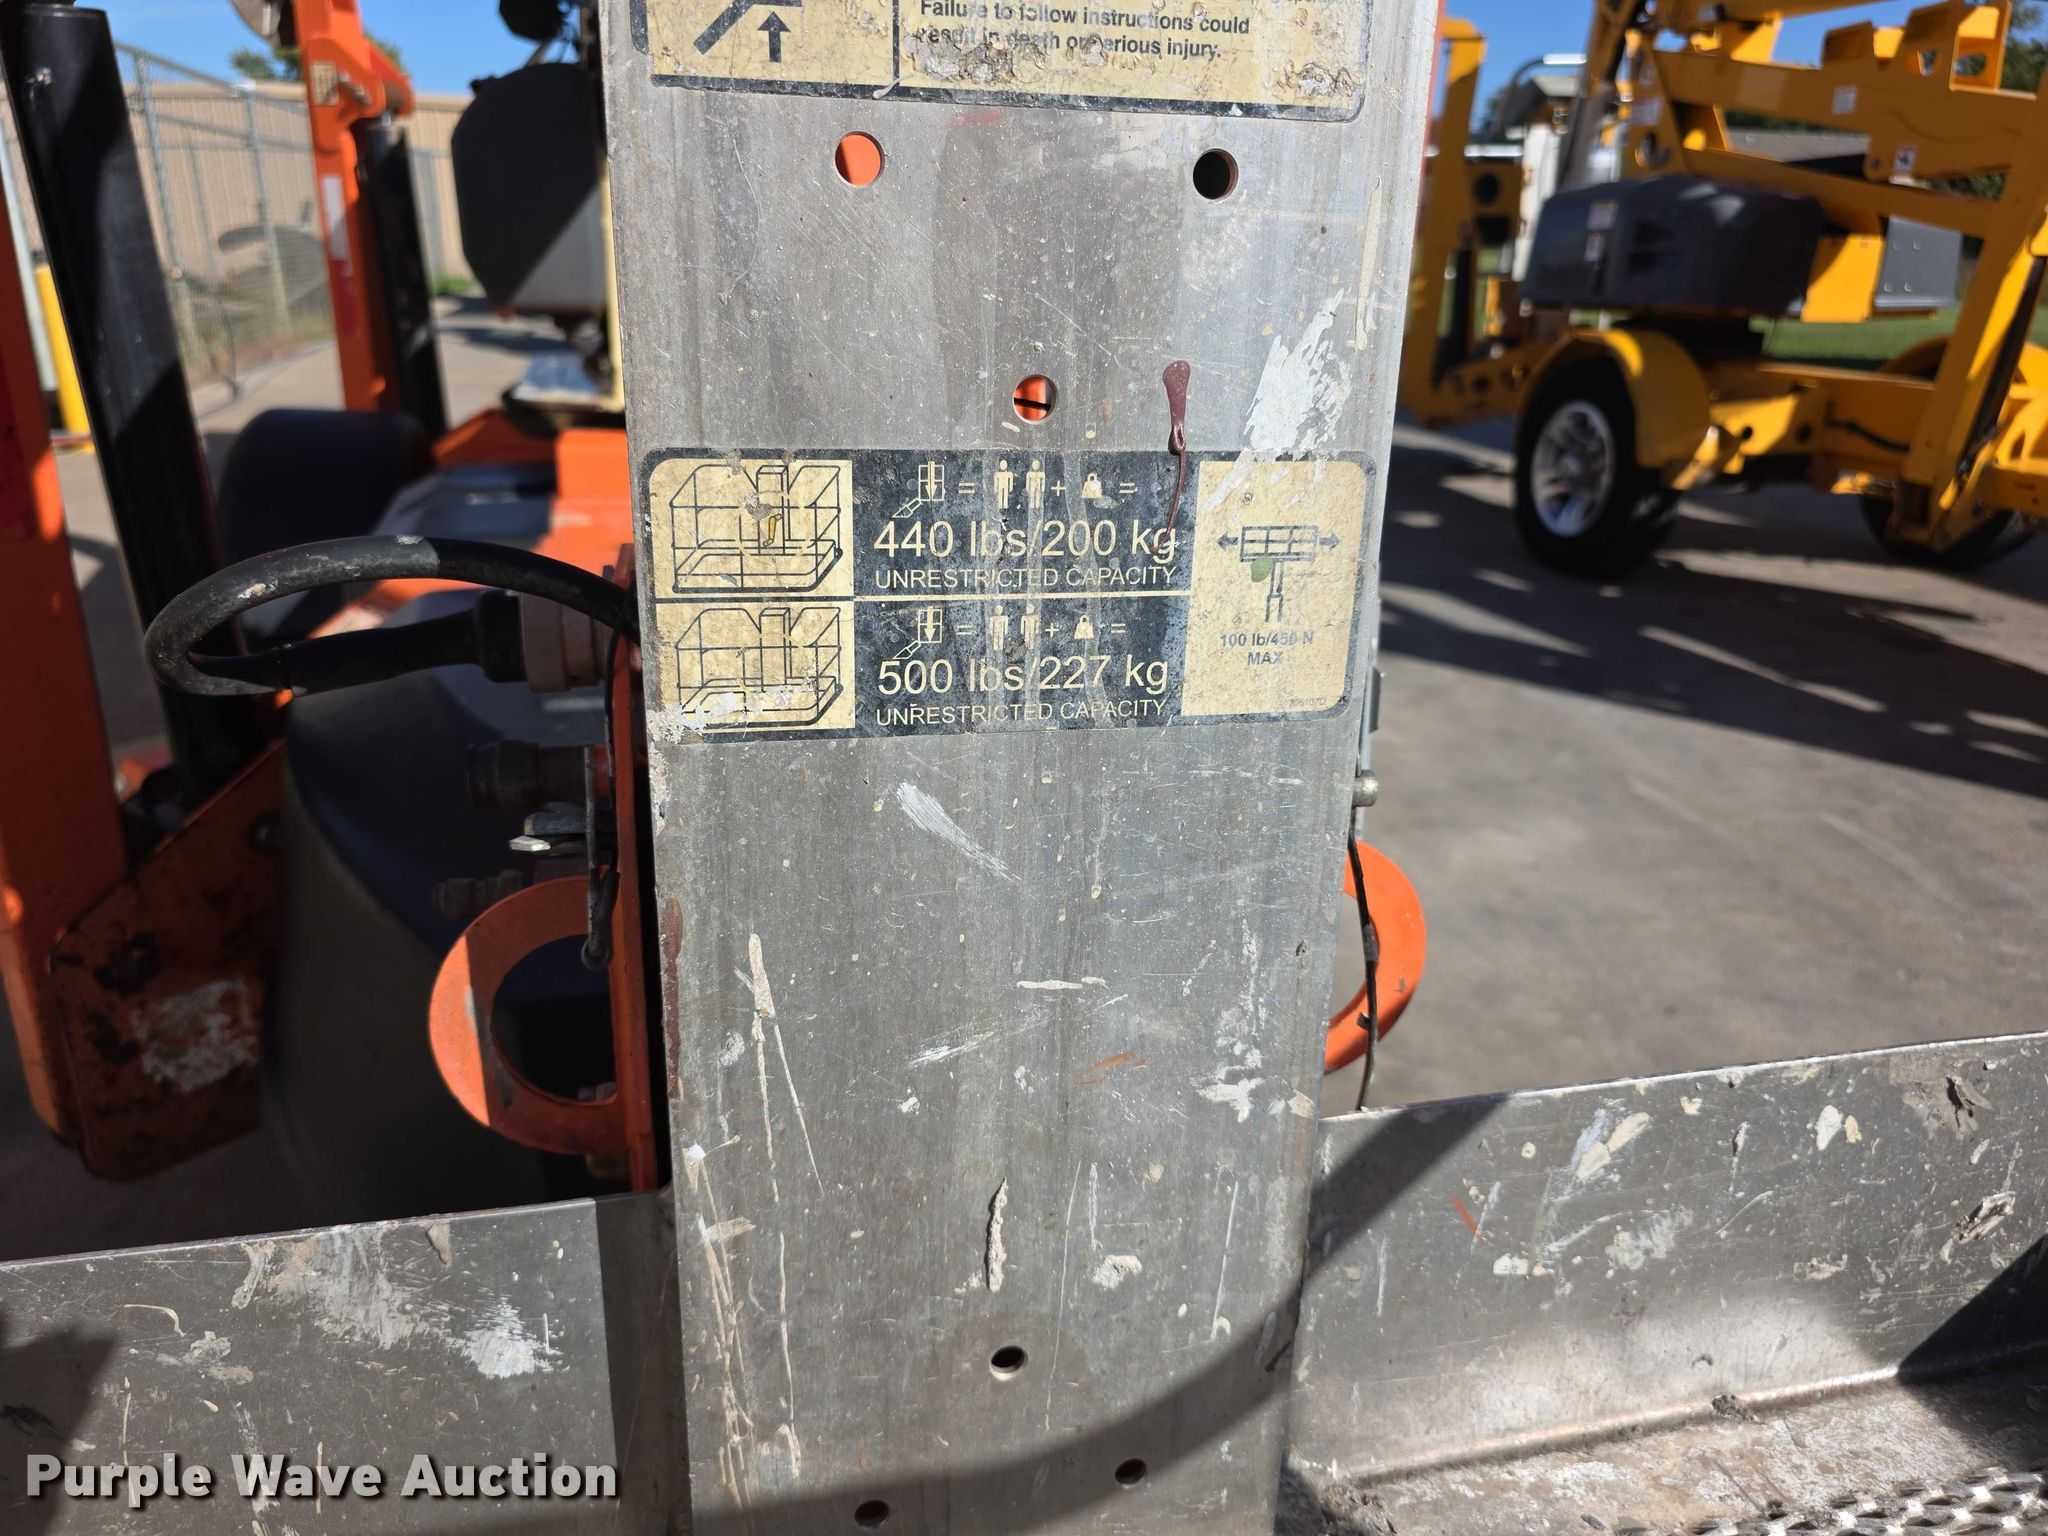 Failure to follow instructions could
result in death or serious injury.
= + =
440 lbs/200 kg
UNRESTRICTED CAPACITY
= + =
500 lbs/227 kg
UNRESTRICTED CAPACITY
100 lb/450 N
MAX
Purple Wave Auction